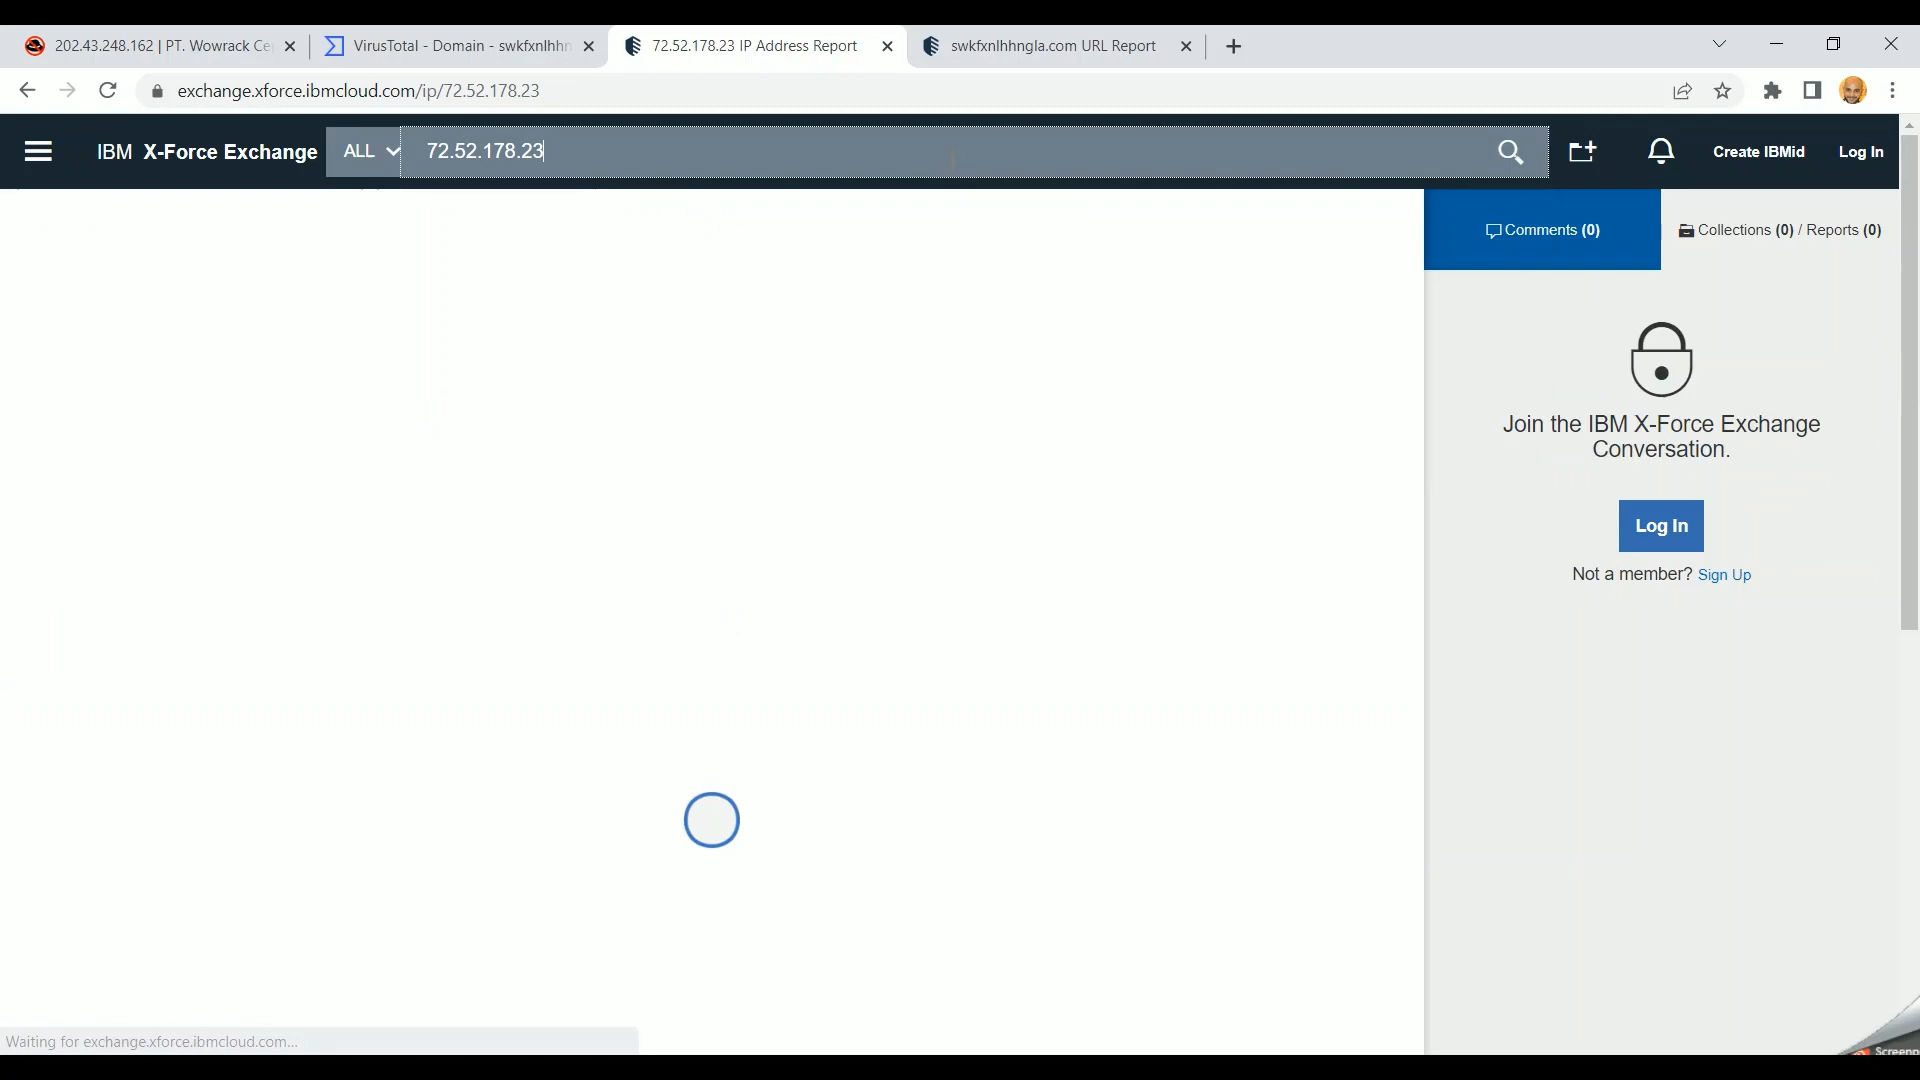 202.43.248.162 | PT. Wowrack Ce
VirusTotal - Domain - swkfxnlhhn
72.52.178.23 IP Address Report
swkfxnlhhngla.com URL Report
exchange.xforce.ibmcloud.com/ip/72.52.178.23
IBM X-Force Exchange
ALL
72.52.178.23
Create IBMid
Log In
Comments (0)
Collections (0) / Reports (0)
Join the IBM X-Force Exchange
Conversation.
Log In
Not a member? Sign Up
Waiting for exchange.xforce.ibmcloud.com...
Screenp